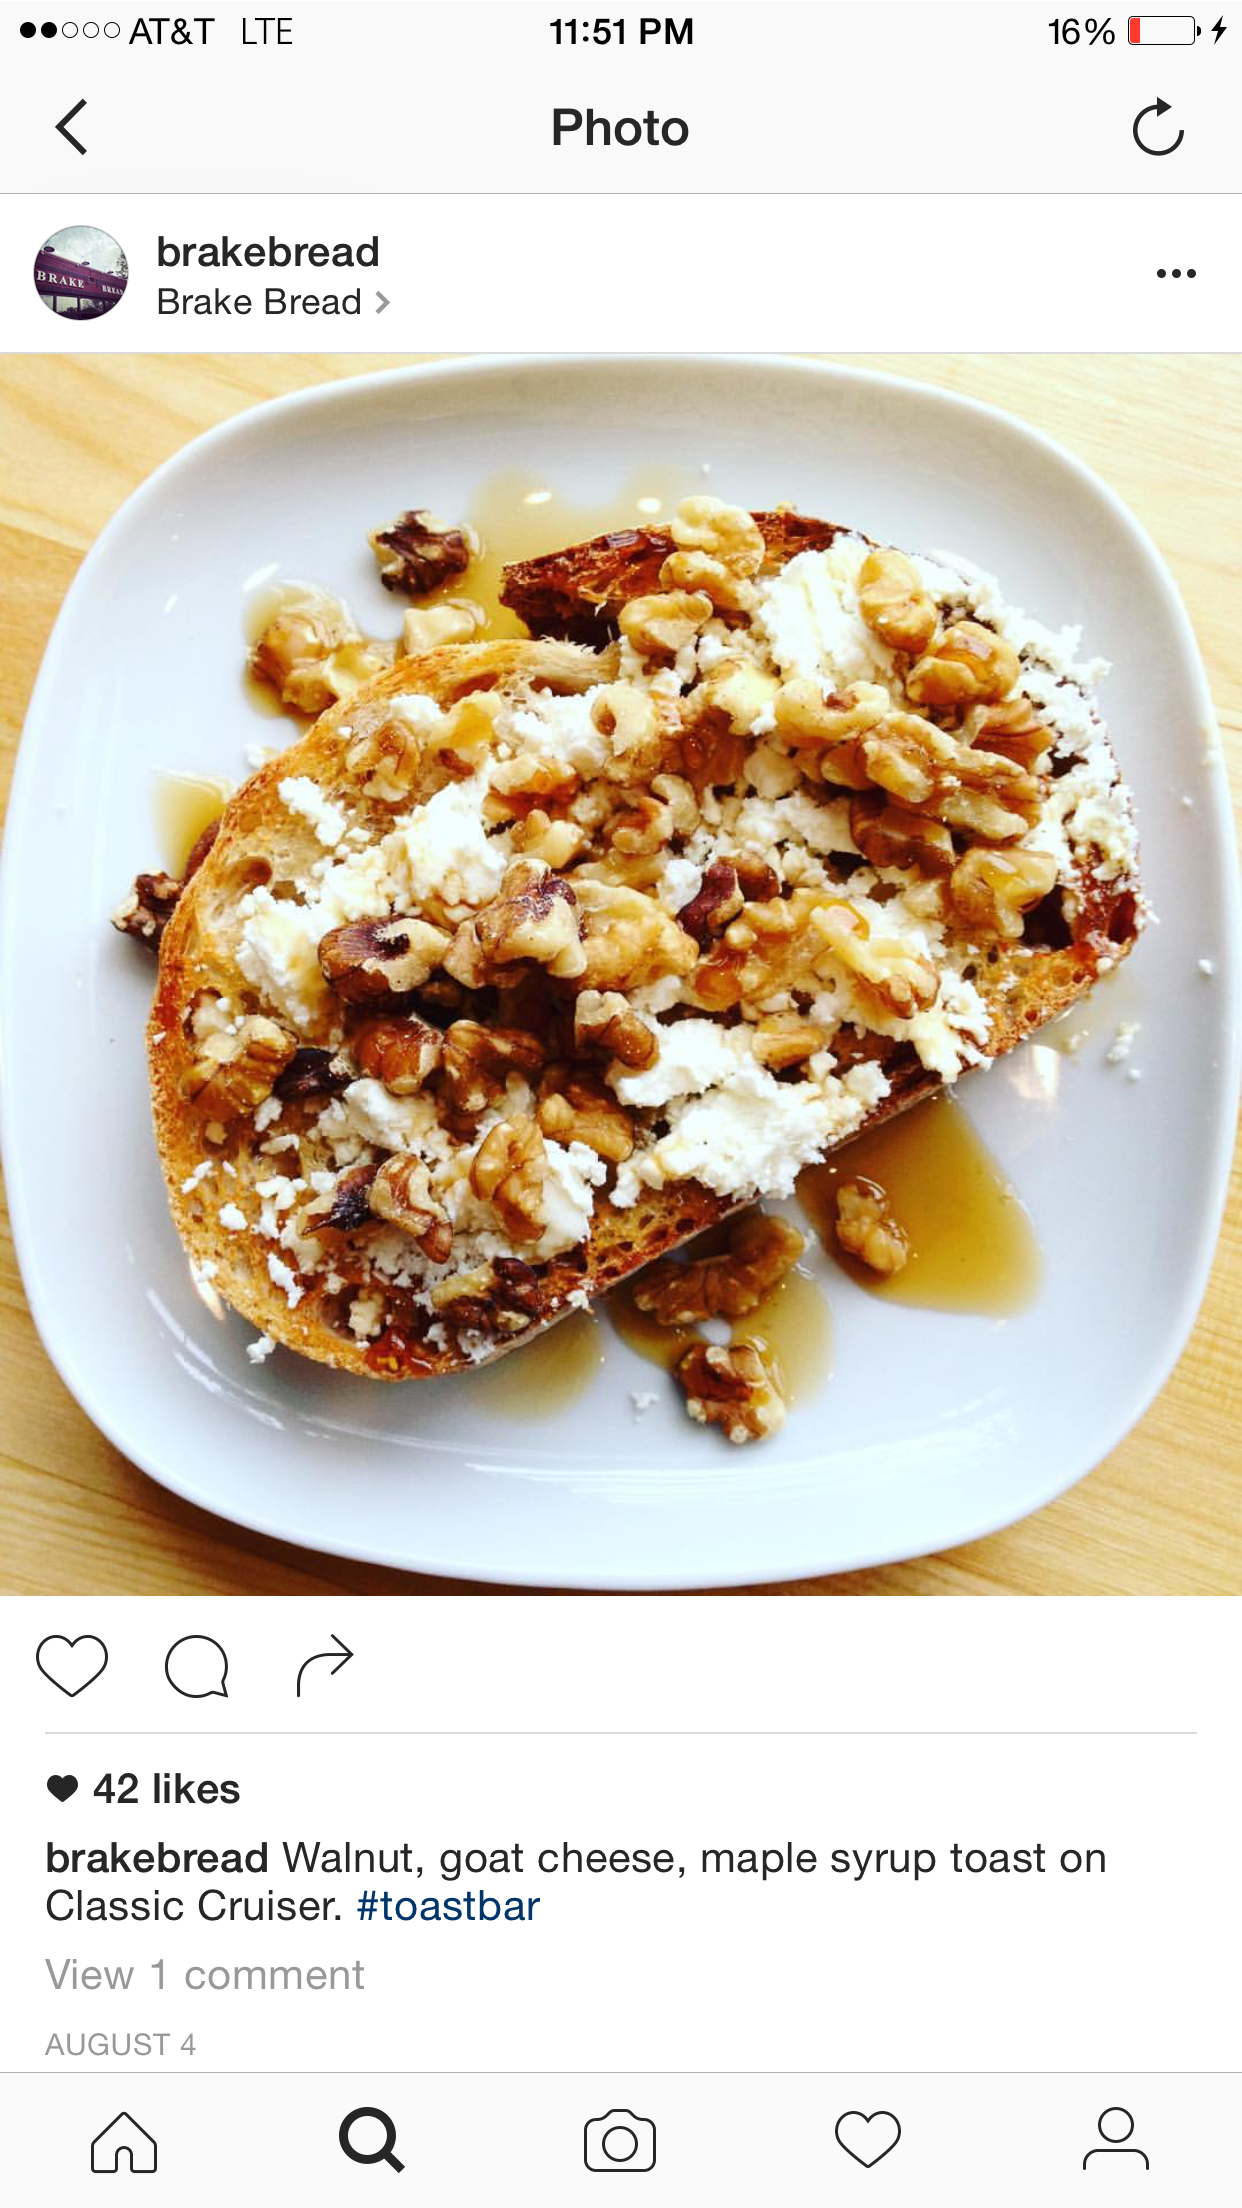 AT&T LTE 11:51 PM 16%
Photo
BRAKE BREAD
brakebread
Brake Bread
42 likes
brakebread Walnut, goat cheese, maple syrup toast on
Classic Cruiser. #toastbar
View 1 comment
AUGUST 4